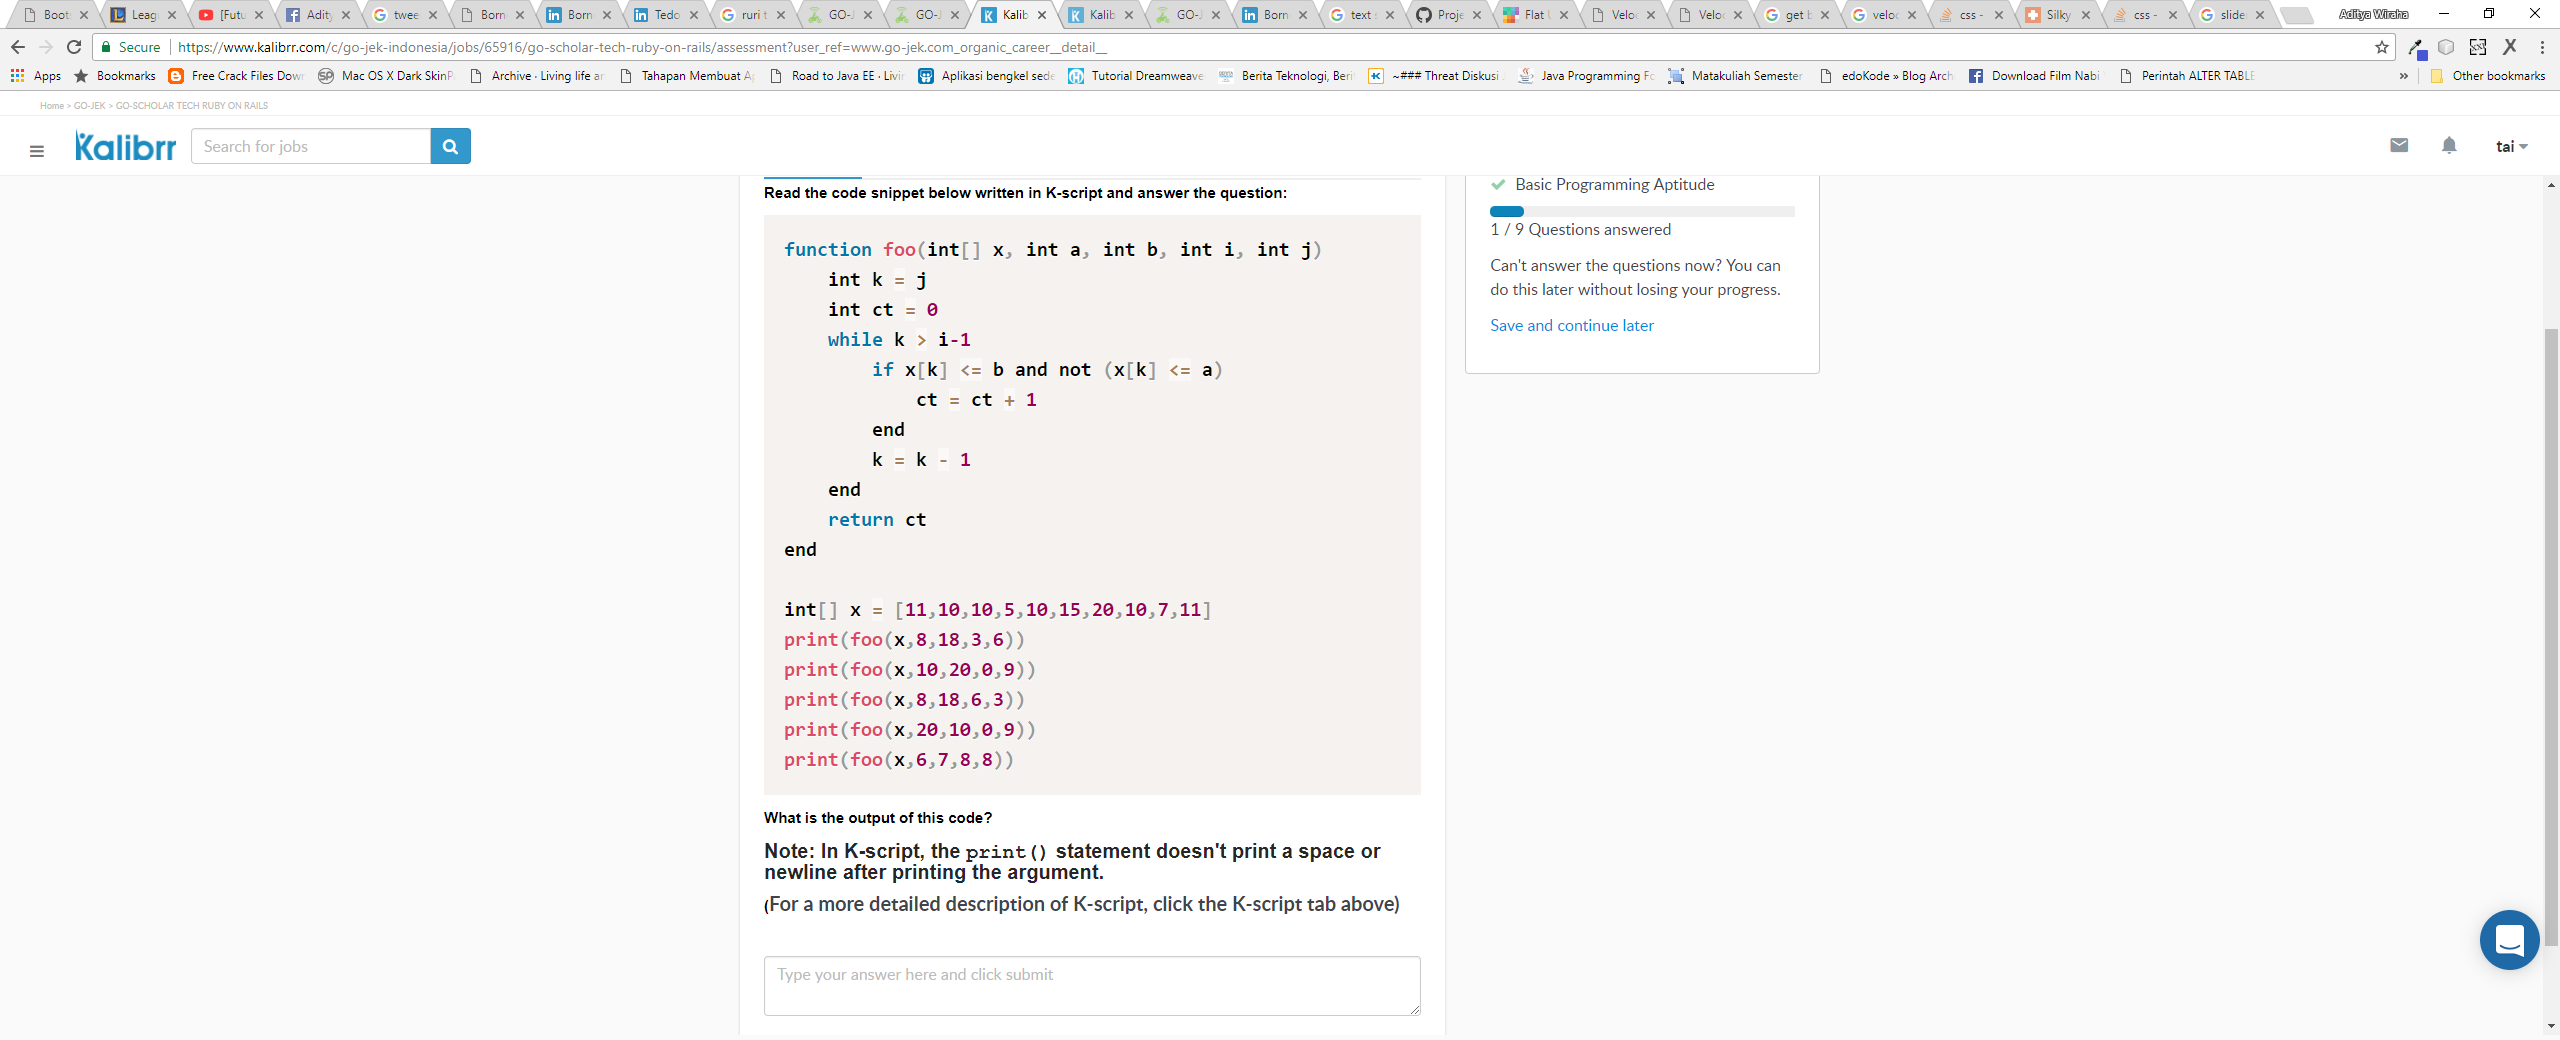 Boot
Leag
[Futu
Adity
twee
Born
Born
Tedo
ruri t
GO-J
GO-J
Kalib
Kalib
GO-J
Born
text s
Proje
Flat U
Veloc
Veloc
get b
veloc
css -
Silky
css -
slide
Aditya Wiraha
Secure
https://www.kalibrr.com/c/go-jek-indonesia/jobs/65916/go-scholar-tech-ruby-on-rails/assessment?user_ref=www.go-jek.com_organic_career__detail__
Apps
Bookmarks
Free Crack Files Dow
Mac OS X Dark SkinP
Archive · Living life ar
Tahapan Membuat A
Road to Java EE · Livi
Aplikasi bengkel sede
Tutorial Dreamweave
Berita Teknologi, Beri
~### Threat Diskusi
Java Programming Fo
Matakuliah Semester
edoKode » Blog Arch
Download Film Nabi
Perintah ALTER TABLE
»
Other bookmarks
Home > GO-JEK > GO-SCHOLAR TECH RUBY ON RAILS
Kalibrr
Search for jobs
tai
Read the code snippet below written in K-script and answer the question:
function foo(int[] x, int a, int b, int i, int j)
int k = j
int ct = 0
while k > i-1
if x[k] <= b and not (x[k] <= a)
ct = ct + 1
end
k = k - 1
end
return ct
end
int[] x = [11,10,10,5,10,15,20,10,7,11]
print(foo(x,8,18,3,6))
print(foo(x,10,20,0,9))
print(foo(x,8,18,6,3))
print(foo(x,20,10,0,9))
print(foo(x,6,7,8,8))
What is the output of this code?
Note: In K-script, the print() statement doesn't print a space or
newline after printing the argument.
(For a more detailed description of K-script, click the K-script tab above)
Type your answer here and click submit
Basic Programming Aptitude
1 / 9 Questions answered
Can't answer the questions now? You can
do this later without losing your progress.
Save and continue later